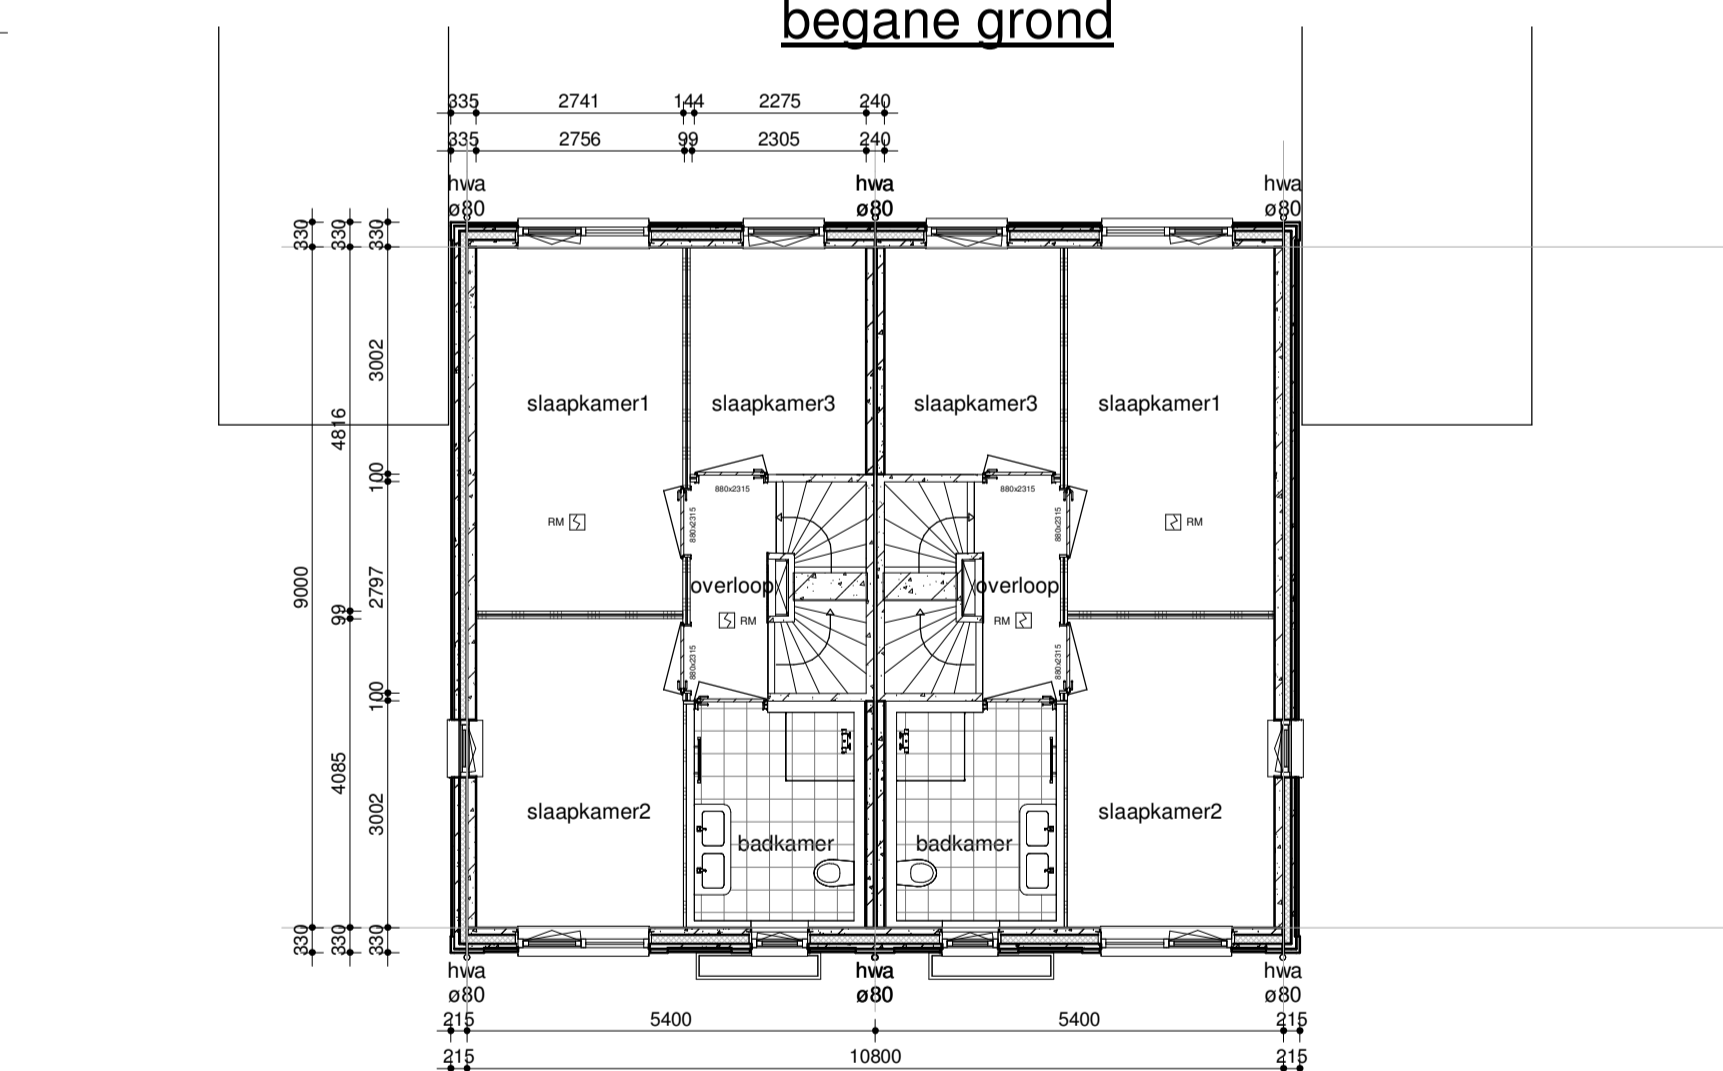 begane grond
335 2741 144 2275 240
335 2756 99 2305 240
hwa hwa hwa
ø80 ø80 ø80
330 330 330
3002
slaapkamer1 slaapkamer3 slaapkamer3 slaapkamer1
4816
100
880x2315 880x2315
880x2315 880x2315
RM RM
9000 2797 overloop overloop
99
RM RM
880x2315 880x2315
100
4085
3002
slaapkamer2 slaapkamer2
badkamer badkamer
330 330 330
hwa hwa hwa
ø80 ø80 ø80
215 5400 5400 215
215 10800 215